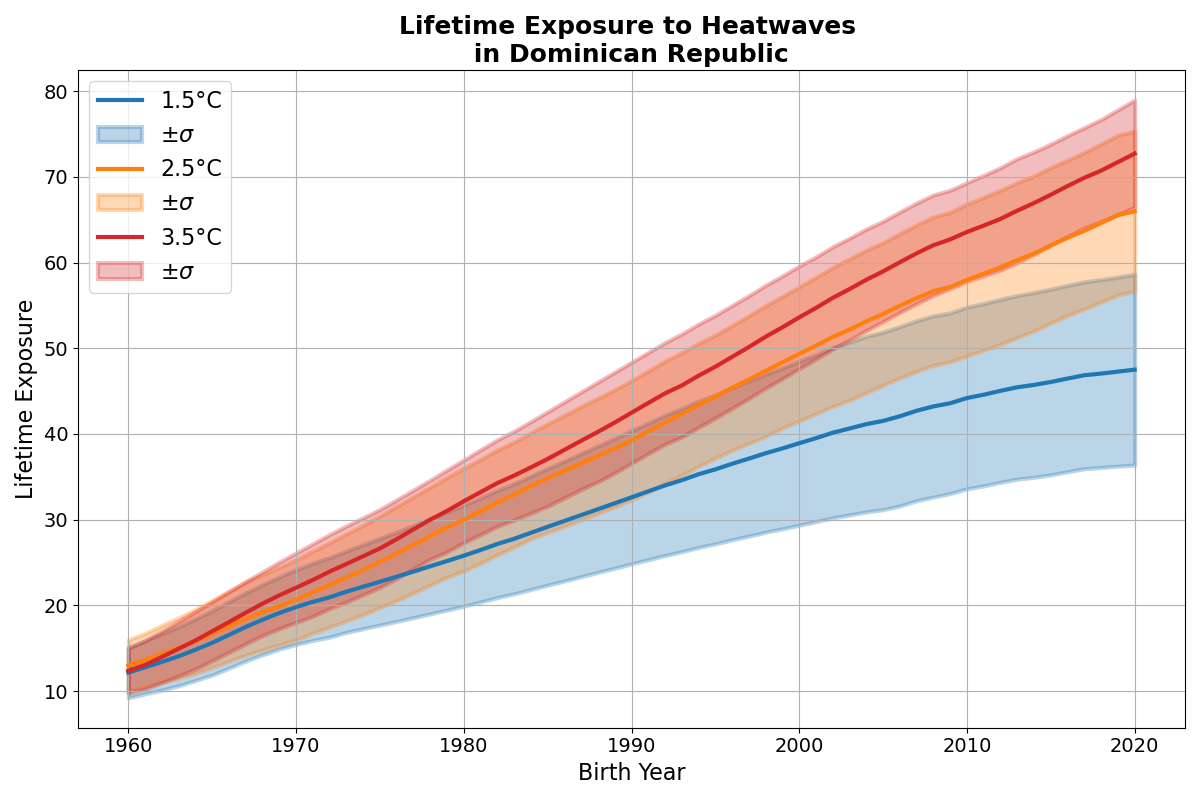 Lifetime Exposure to Heatwaves
in Dominican Republic
1.5°C
±σ
2.5°C
±σ
3.5°C
±σ
Lifetime Exposure
80
70
60
50
40
30
20
10
1960 1970 1980 1990 2000 2010 2020
Birth Year